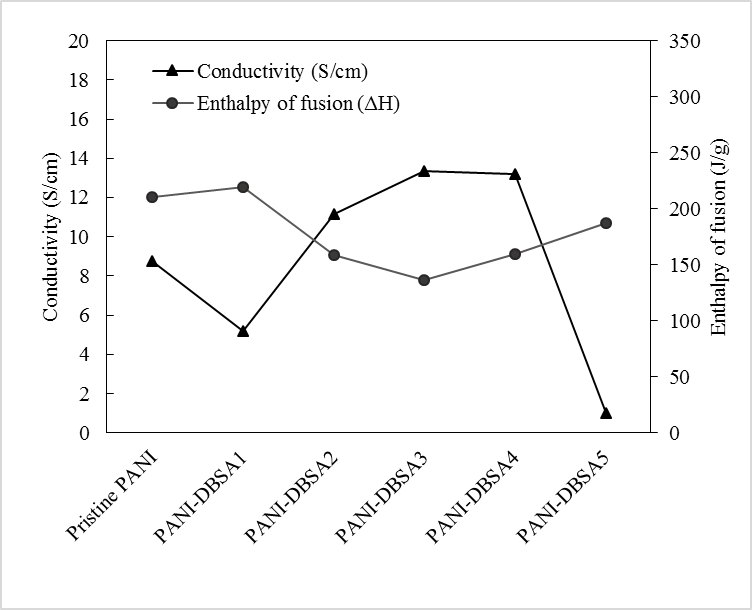 Conductivity (S/cm)
Enthalpy of fusion (ΔH)
Conductivity (S/cm)
20
18
16
14
12
10
8
6
4
2
0
350
300
250
200
150
100
50
0
Enthalpy of fusion (J/g)
Pristine PANI
PANI-DBSA1
PANI-DBSA2
PANI-DBSA3
PANI-DBSA4
PANI-DBSA5